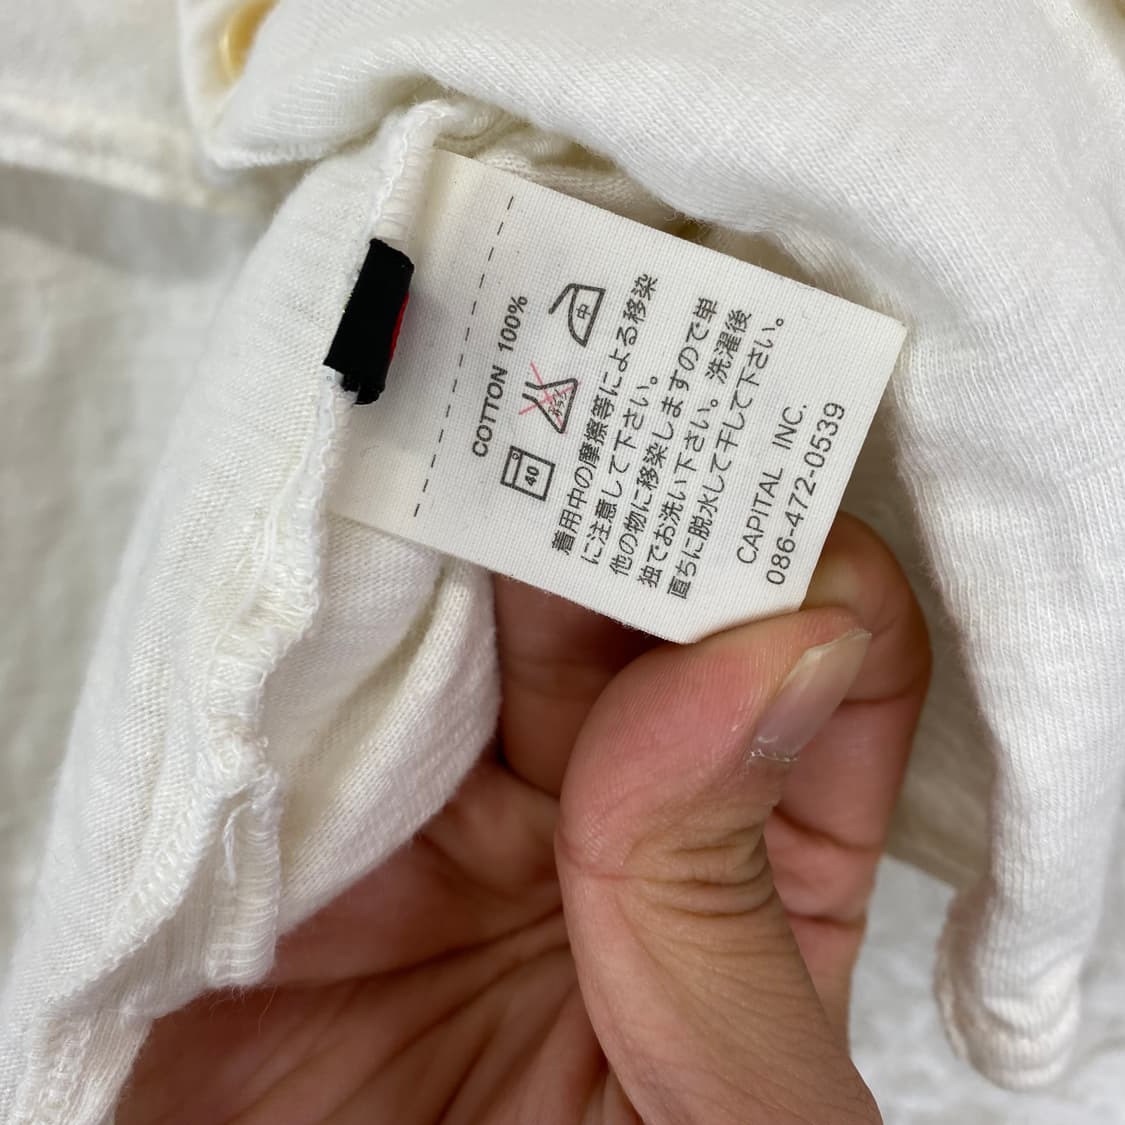 COTTON 100%
40
中
着用中の摩擦等による移染
に注意して下さい。
他の物に移染しますので単
独でお洗い下さい。洗濯後
直ちに脱水して干して下さい。
CAPITAL INC.
086-472-0539